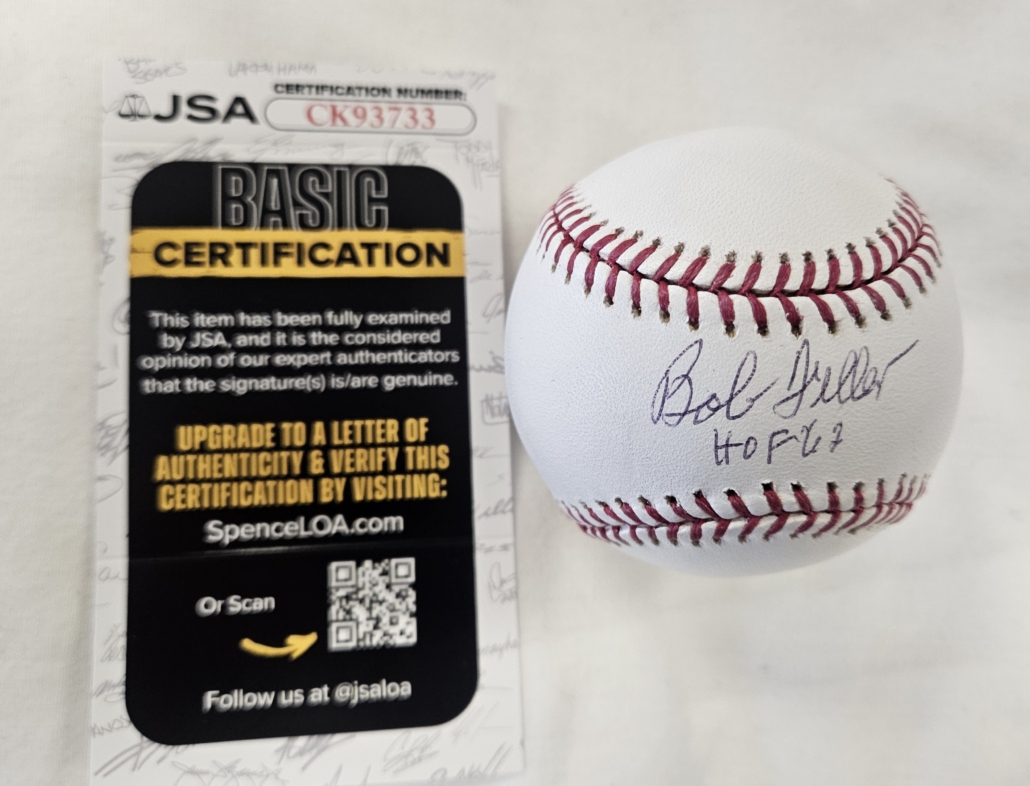 JSA
CERTIFICATION NUMBER:
CK93733
BASIC
CERTIFICATION
This item has been fully examined
by JSA, and it is the considered
opinion of our expert authenticators
that the signature(s) is/are genuine.
UPGRADE TO A LETTER OF
AUTHENTICITY & VERIFY THIS
CERTIFICATION BY VISITING:
SpenceLOA.com
Or Scan
Follow us at @jsaloa
Bob Feller
HOF 62